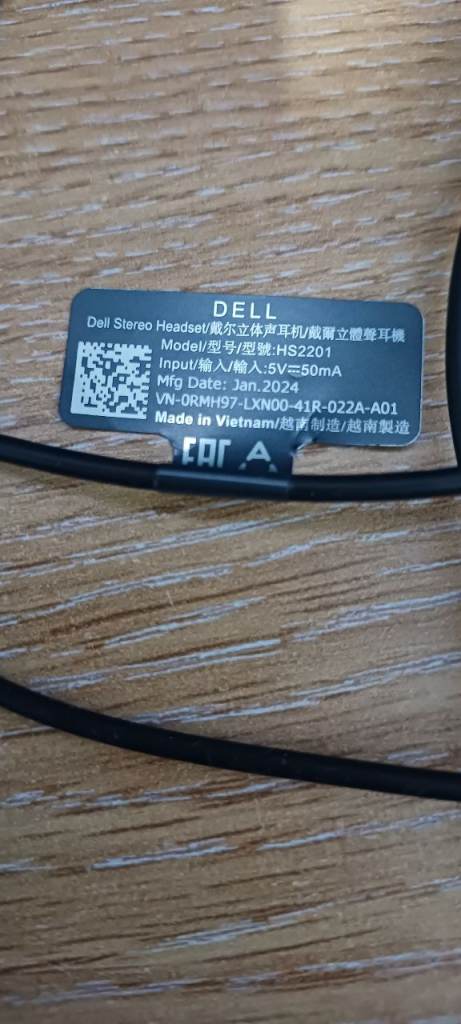 DELL
Dell Stereo Headset/戴尔立体声耳机/戴爾立體聲耳機
Model/型号/型號:HS2201
Input/输入/輸入:5V⎓50mA
Mfg Date: Jan.2024
VN-0RMH97-LXN00-41R-022A-A01
Made in Vietnam/越南制造/越南製造
EAC